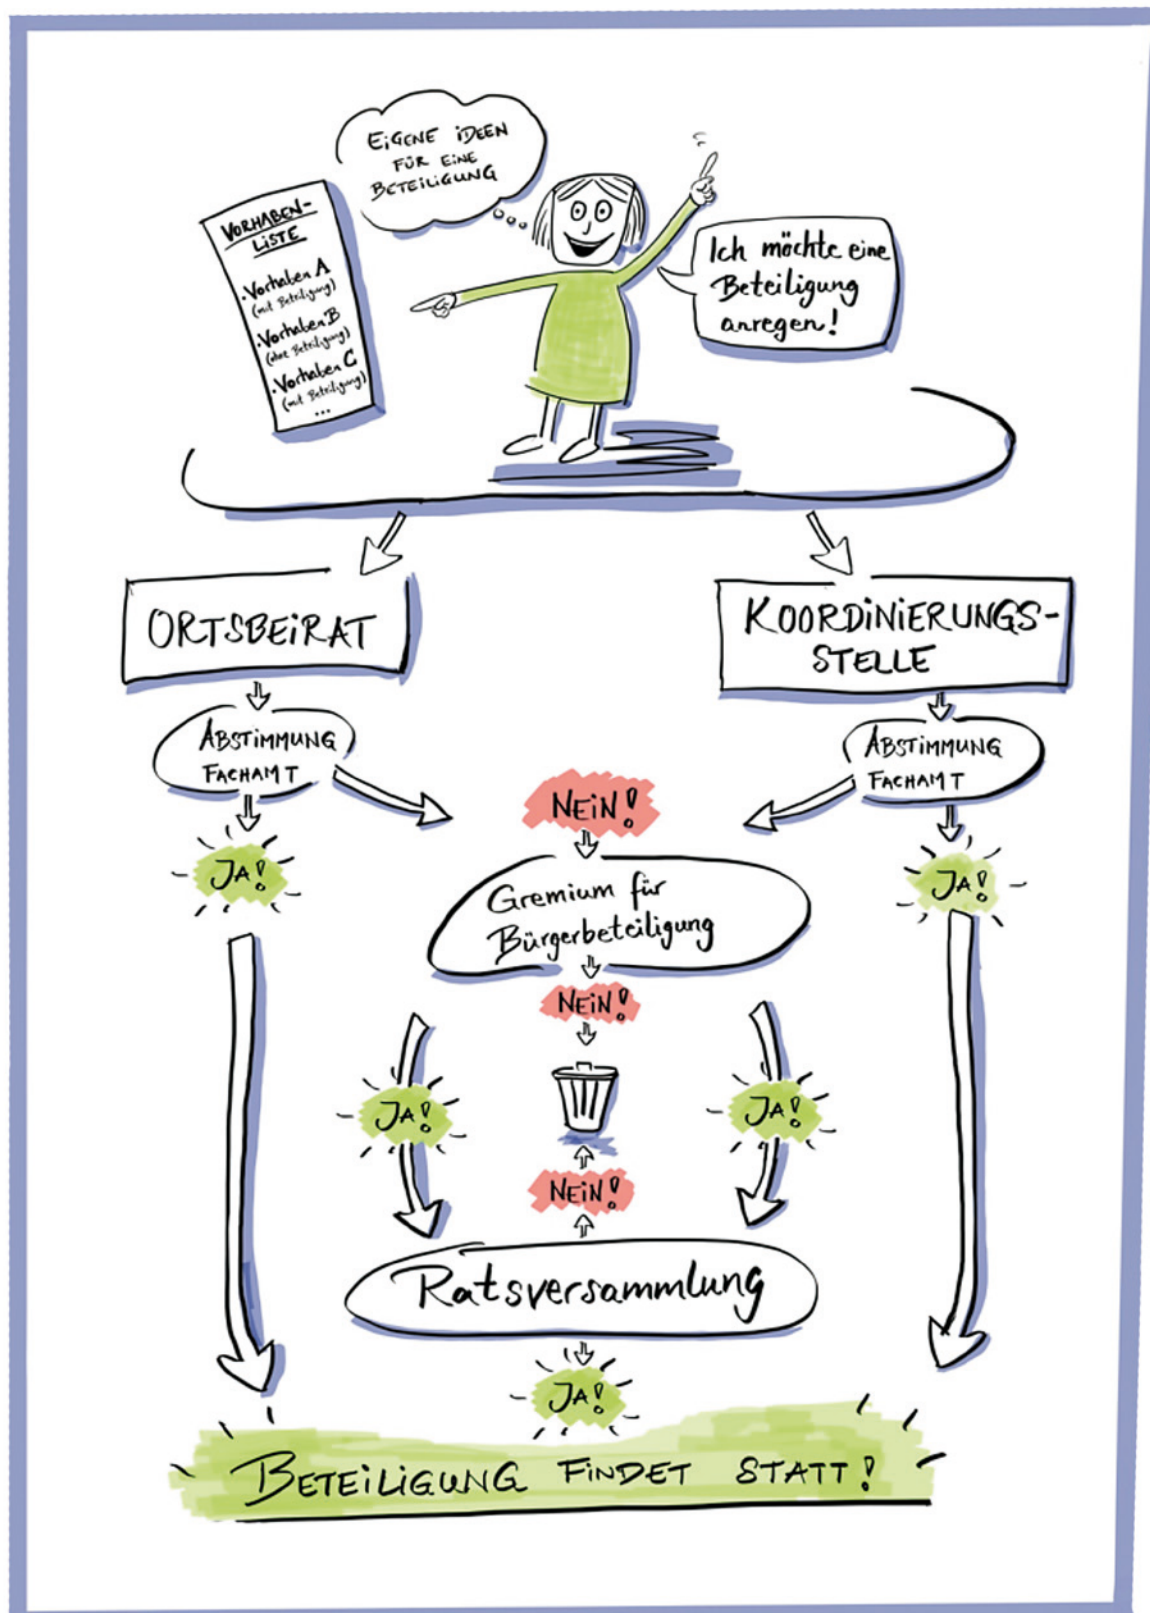 EIGENE IDEEN
FÜR EINE
BETEILIGUNG
VORHABEN-
LISTE
• Vorhaben A
(mit Beteiligung)
• Vorhaben B
(ohne Beteiligung)
• Vorhaben C
(mit Beteiligung)
...
Ich möchte eine
Beteiligung
anregen!
ORTSBEIRAT
KOORDINIERUNGS-
STELLE
ABSTIMMUNG
FACHAMT
ABSTIMMUNG
FACHAMT
NEIN!
JA!
JA!
Gremium für
Bürgerbeteiligung
NEIN!
JA!
JA!
NEIN!
Ratsversammlung
JA!
BETEILIGUNG FINDET STATT!